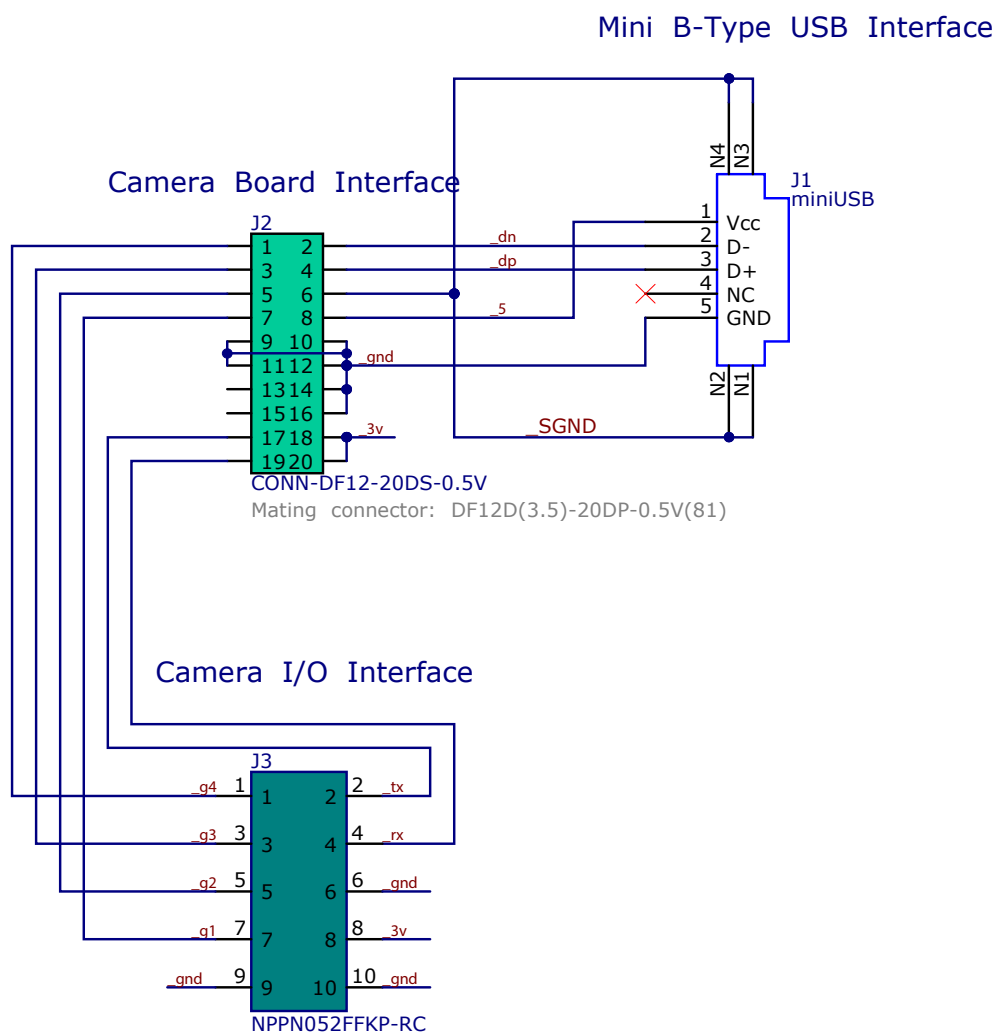 Mini B-Type USB Interface
N4 N3
Camera Board Interface
J1
miniUSB
J2
1 Vcc
1 2 _dn 2 D-
3 4 _dp 3 D+
5 6 4 NC
7 8 _5 5 GND
9 10
11 12 _gnd
13 14 N2 N1
15 16
17 18 _3v _SGND
19 20
CONN-DF12-20DS-0.5V
Mating connector: DF12D(3.5)-20DP-0.5V(81)
Camera I/O Interface
J3
_g4 1 1 2 2 _tx
_g3 3 3 4 4 _rx
_g2 5 5 6 6 _gnd
_g1 7 7 8 8 _3v
_gnd 9 9 10 10 _gnd
NPPN052FFKP-RC